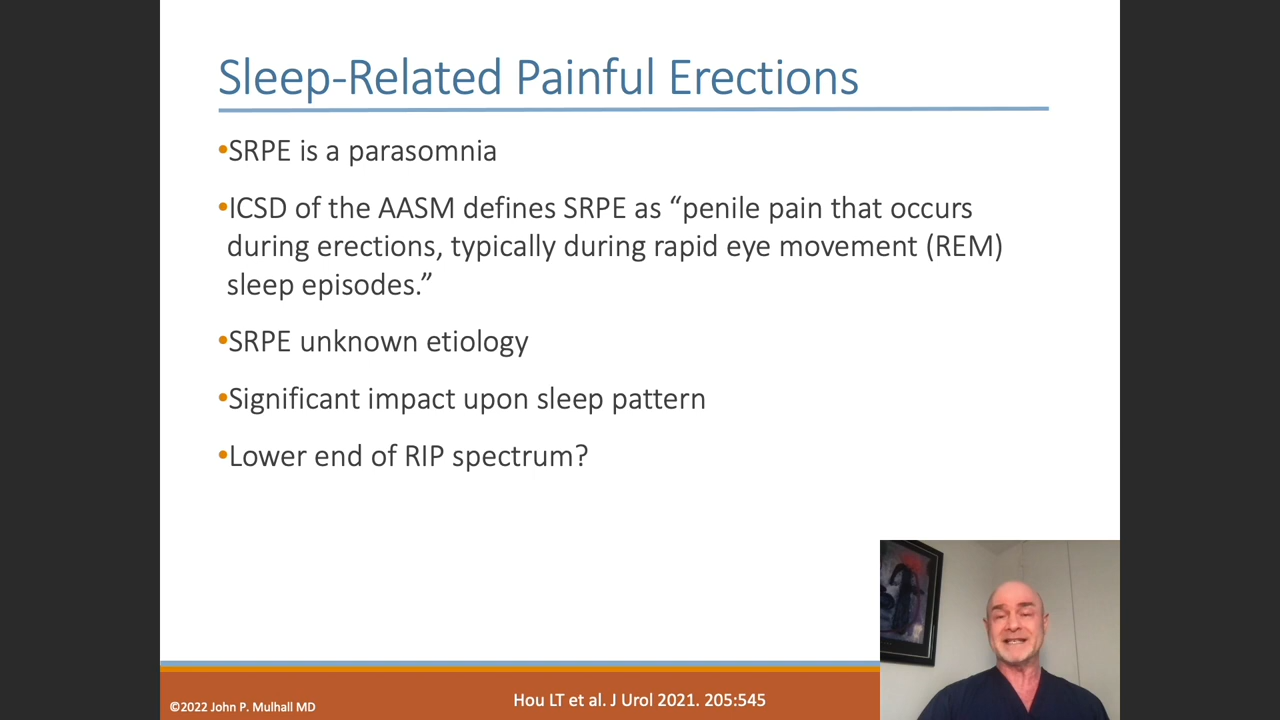 Sleep-Related Painful Erections
•SRPE is a parasomnia
•ICSD of the AASM defines SRPE as “penile pain that occurs
during erections, typically during rapid eye movement (REM)
sleep episodes.”
•SRPE unknown etiology
•Significant impact upon sleep pattern
•Lower end of RIP spectrum?
©2022 John P. Mulhall MD
Hou LT et al. J Urol 2021. 205:545